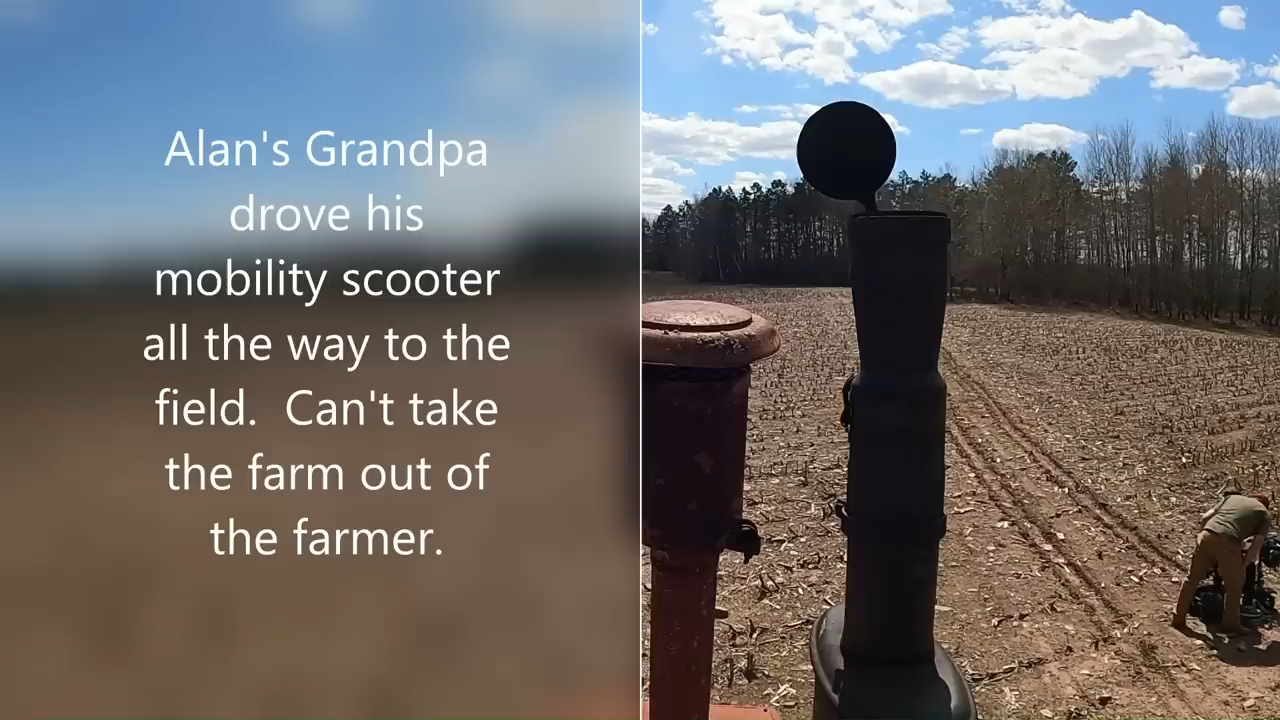 Alan's Grandpa
drove his
mobility scooter
all the way to the
field.  Can't take
the farm out of
the farmer.